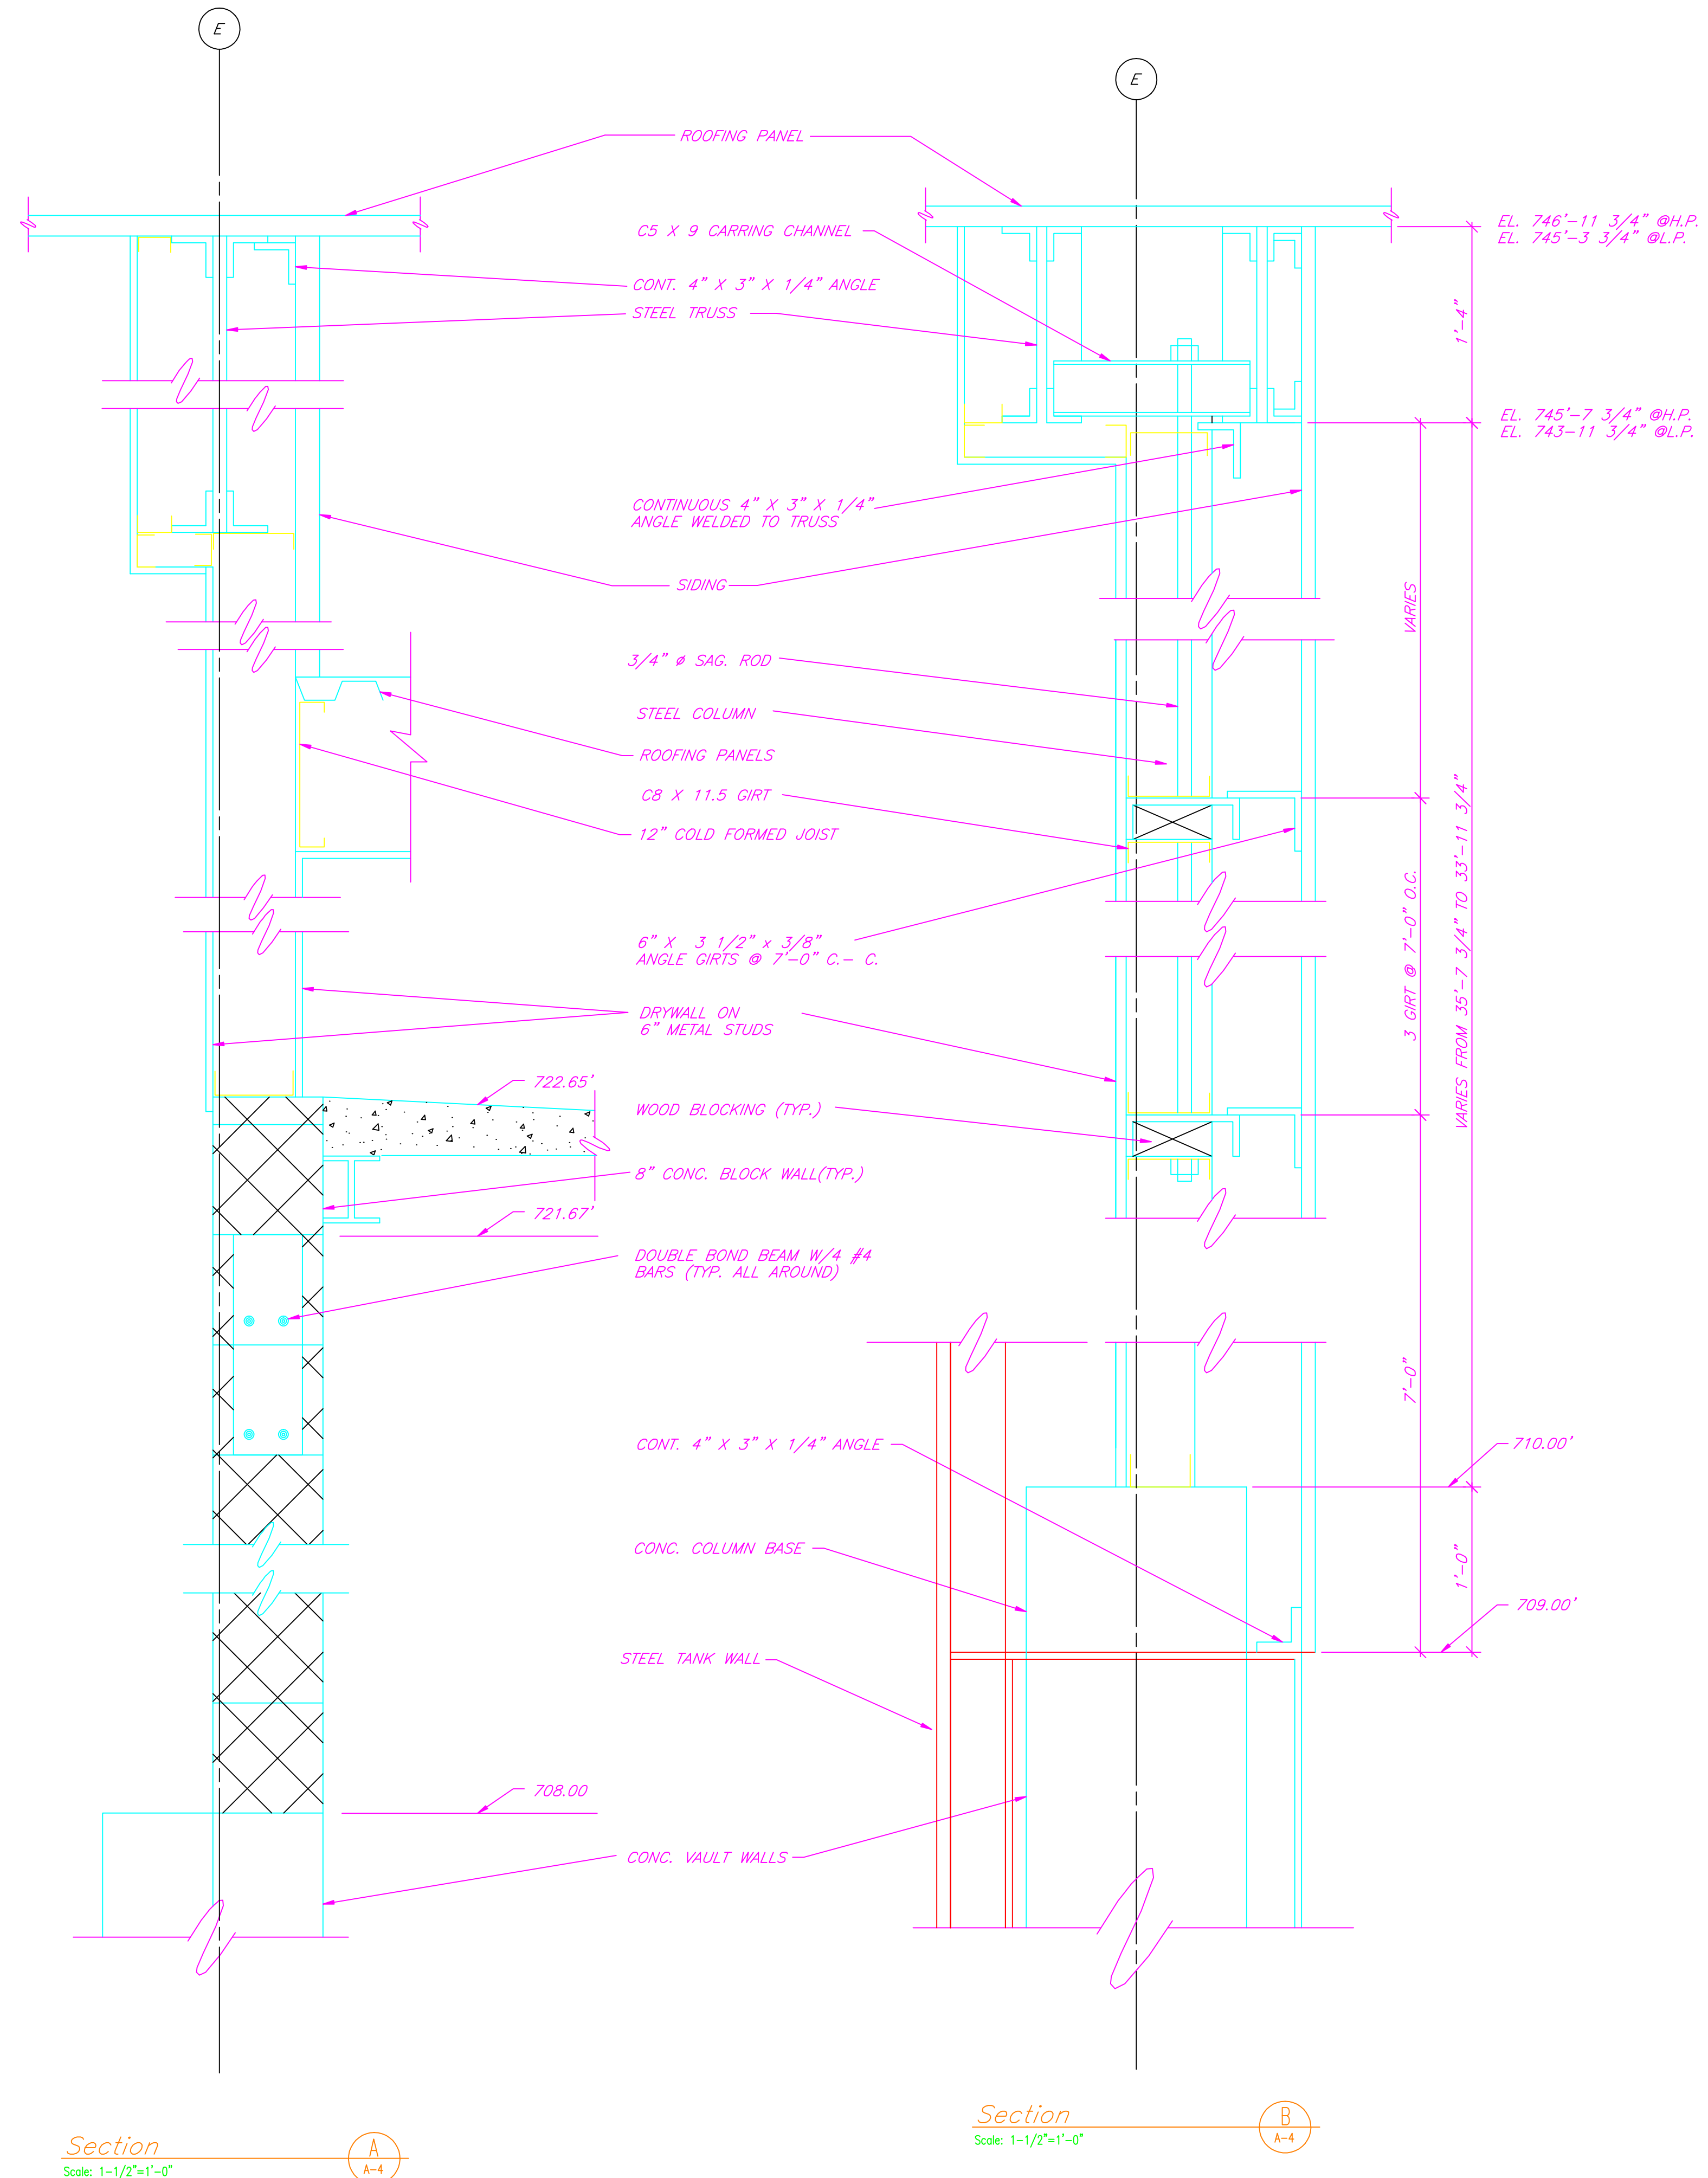 E
E
ROOFING PANEL
EL. 746'-11 3/4" @H.P.
EL. 745'-3 3/4" @L.P.
C5 X 9 CARRING CHANNEL
CONT. 4" X 3" X 1/4" ANGLE
STEEL TRUSS
1'-4"
EL. 745'-7 3/4" @H.P.
EL. 743-11 3/4" @L.P.
CONTINUOUS 4" X 3" X 1/4"
ANGLE WELDED TO TRUSS
SIDING
VARIES
3/4" ø SAG. ROD
STEEL COLUMN
ROOFING PANELS
C8 X 11.5 GIRT
12" COLD FORMED JOIST
6" X 3 1/2" x 3/8"
ANGLE GIRTS @ 7'-0" C.- C.
3 GIRT @ 7'-0" O.C.
VARIES FROM 35'-7 3/4" TO 33'-11 3/4"
DRYWALL ON
6" METAL STUDS
722.65'
WOOD BLOCKING (TYP.)
8" CONC. BLOCK WALL(TYP.)
721.67'
DOUBLE BOND BEAM W/4 #4
BARS (TYP. ALL AROUND)
7'-0"
CONT. 4" X 3" X 1/4" ANGLE
710.00'
CONC. COLUMN BASE
1'-0"
709.00'
STEEL TANK WALL
708.00
CONC. VAULT WALLS
Section
B
A-4
Scale: 1-1/2"=1'-0"
Section
A
A-4
Scale: 1-1/2"=1'-0"